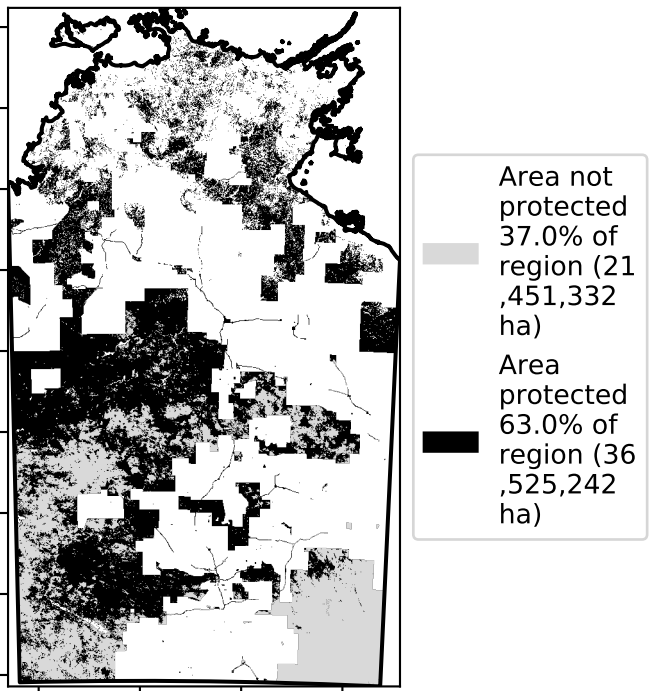 Area not
protected
37.0% of
region (21
,451,332
ha)
Area
protected
63.0% of
region (36
,525,242
ha)